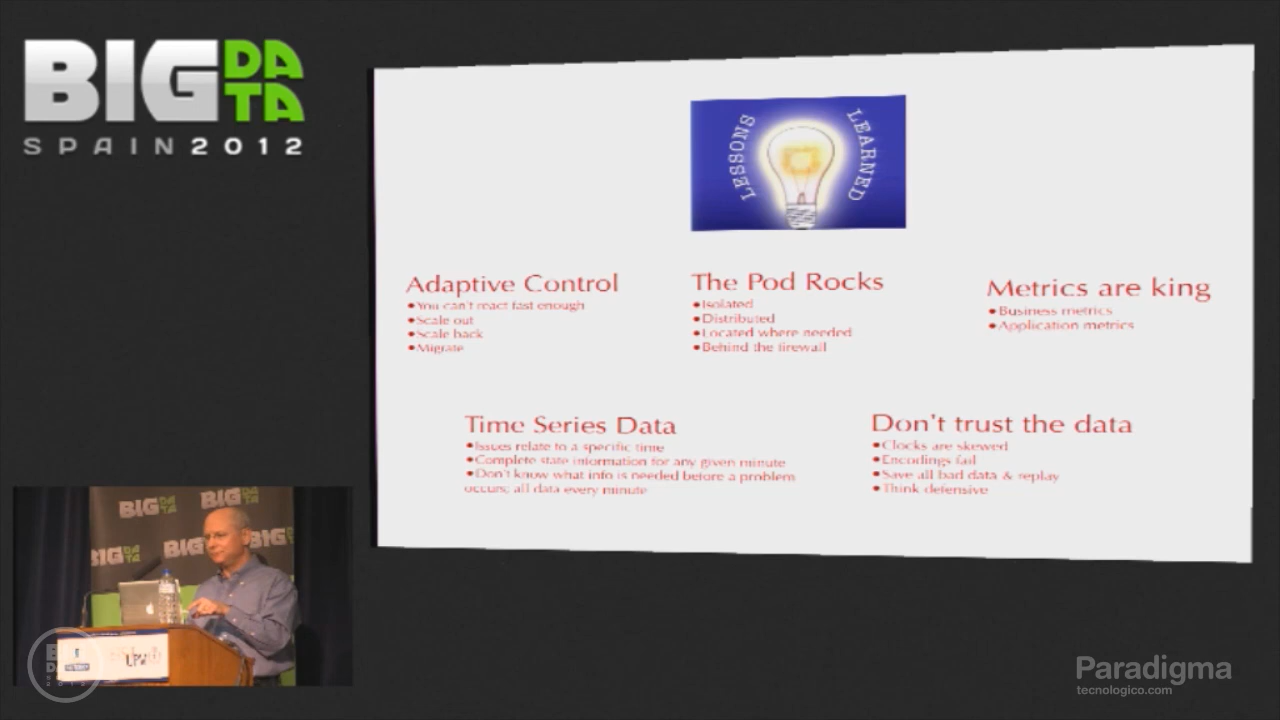 BIG DATA
SPAIN 2012
LESSONS LEARNED
Adaptive Control
•You can't react fast enough
•Scale out
•Scale back
•Migrate
The Pod Rocks
•Isolated
•Distributed
•Located where needed
•Behind the firewall
Metrics are king
•Business metrics
•Application metrics
Time Series Data
•Issues relate to a specific time
•Complete state information for any given minute
•Don't know what info is needed before a problem
occurs; all data every minute
Don't trust the data
•Clocks are skewed
•Encodings fail
•Save all bad data & replay
•Think defensive
BIG DATA
BIG DATA
BIG
BIG
Paradigma
tecnologico.com